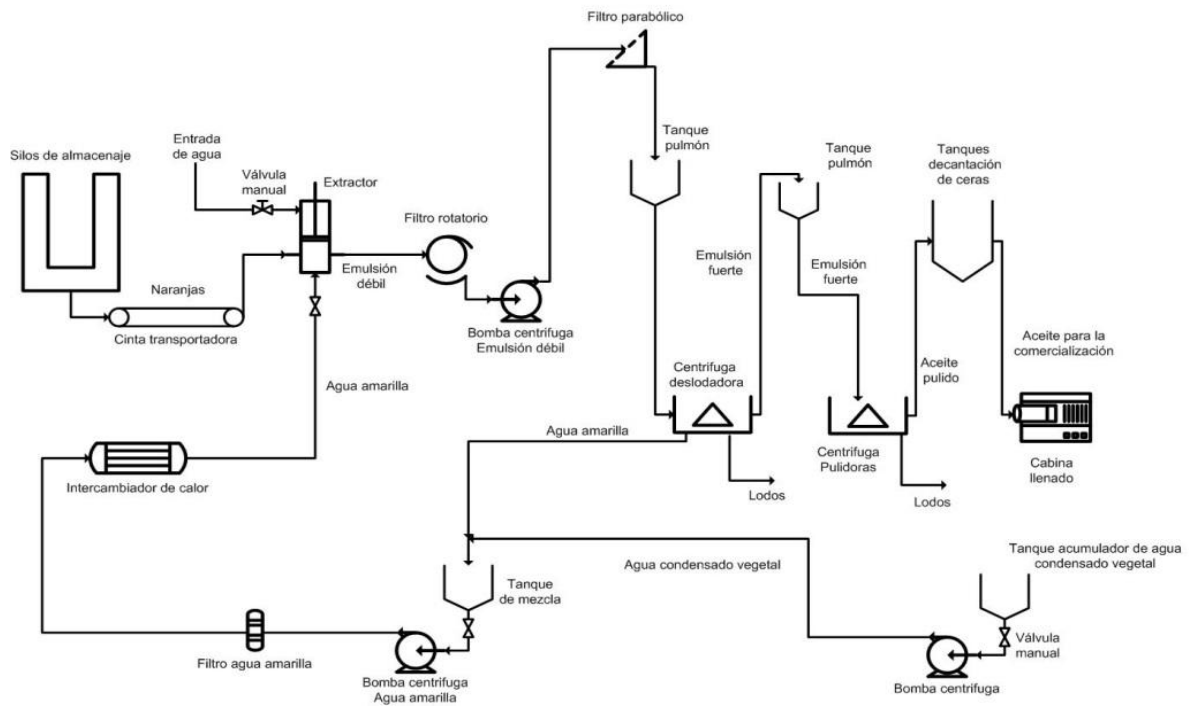 Filtro parabólico
Entrada
de agua
Silos de almacenaje
Válvula
manual
Extractor
Filtro rotatorio
Tanque
pulmón
Tanque
pulmón
Tanques
decantación
de ceras
Emulsión
débil
Naranjas
Cinta transportadora
Bomba centrifuga
Emulsión débil
Emulsión
fuerte
Emulsión
fuerte
Aceite para la
comercialización
Agua amarilla
Centrifuga
deslodadora
Aceite
pulido
Agua amarilla
Centrifuga
Pulidoras
Cabina
llenado
Intercambiador de calor
Lodos
Lodos
Agua condensado vegetal
Tanque acumulador de agua
condensado vegetal
Tanque
de mezcla
Válvula
manual
Filtro agua amarilla
Bomba centrifuga
Agua amarilla
Bomba centrifuga